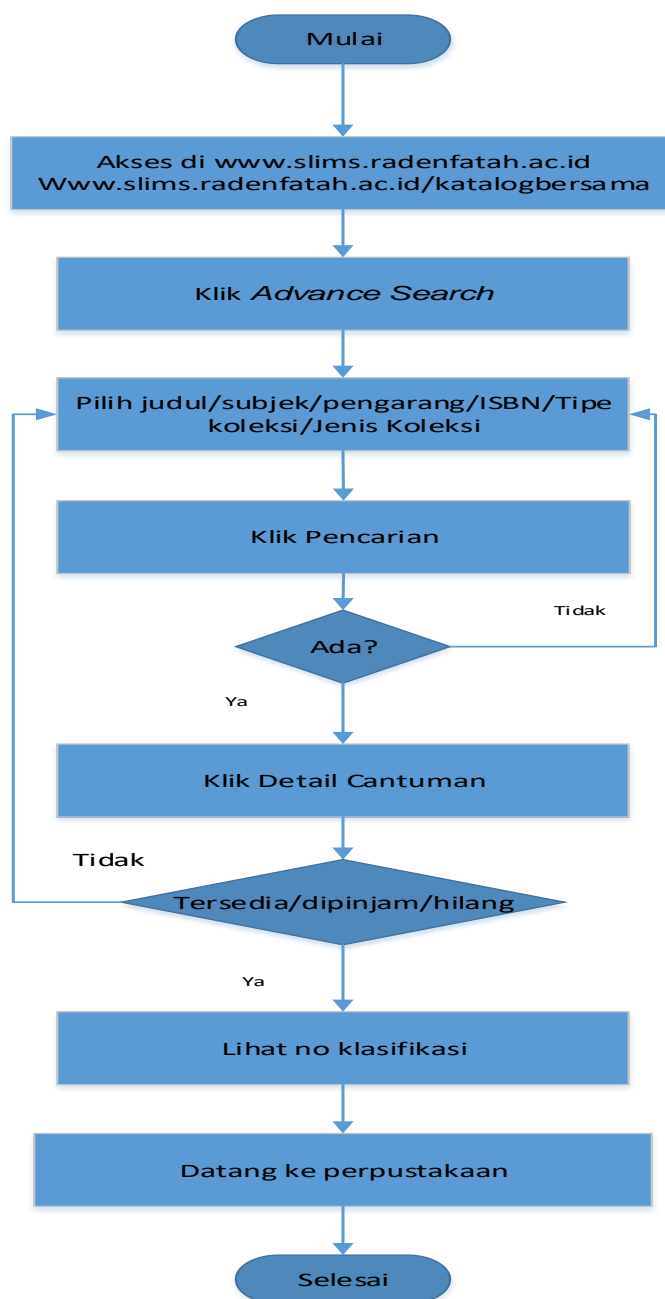 Mulai
Akses di www.slims.radenfatah.ac.id
Www.slims.radenfatah.ac.id/katalogbersama
Klik Advance Search
Pilih judul/subjek/pengarang/ISBN/Tipe
koleksi/Jenis Koleksi
Klik Pencarian
Tidak
Ada?
Ya
Klik Detail Cantuman
Tidak
Tersedia/dipinjam/hilang
Ya
Lihat no klasifikasi
Datang ke perpustakaan
Selesai